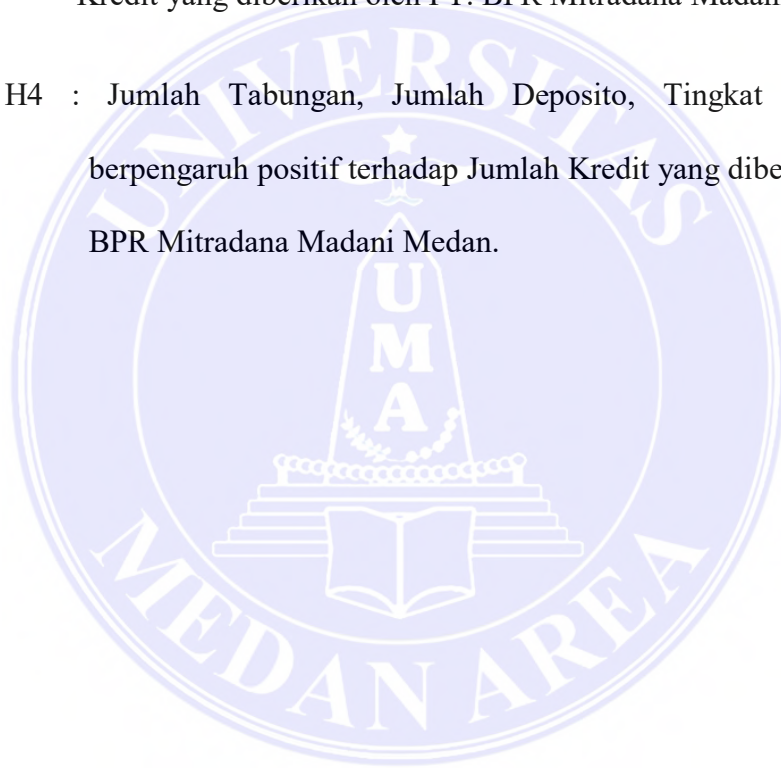 Kredit yang diberikan oleh PT. BPR Mitradana Madani
H4 : Jumlah Tabungan, Jumlah Deposito, Tingkat
berpengaruh positif terhadap Jumlah Kredit yang dibe
BPR Mitradana Madani Medan.
UNIVERSITAS
UMA
MEDAN AREA